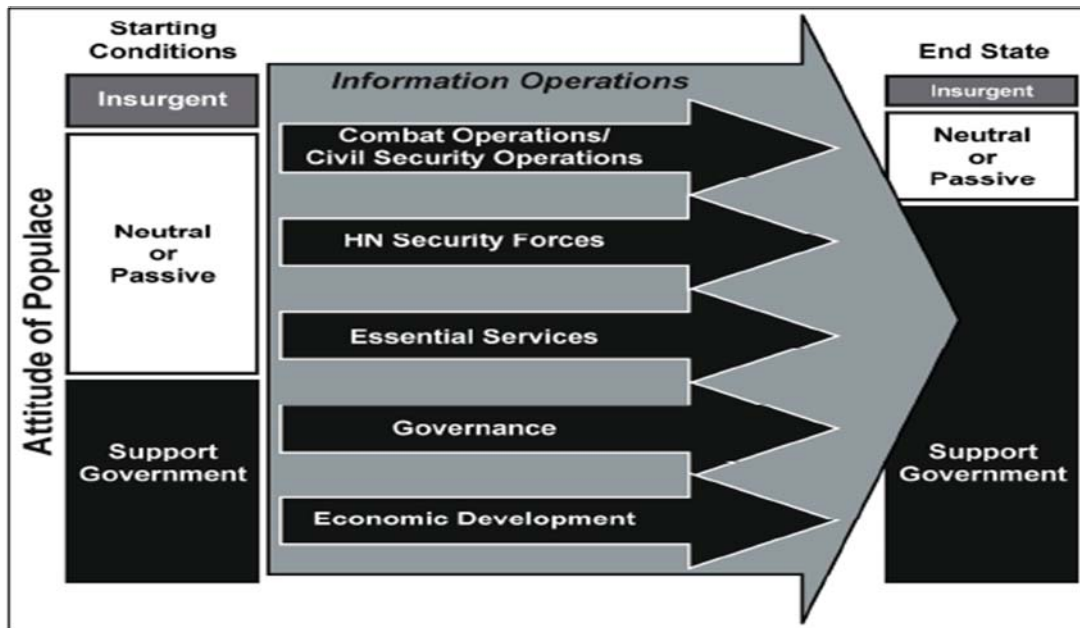 Attitude of Populace
Starting
Conditions
Insurgent
Neutral
or
Passive
Support
Government
Information Operations
Combat Operations/
Civil Security Operations
HN Security Forces
Essential Services
Governance
Economic Development
End State
Insurgent
Neutral
or
Passive
Support
Government